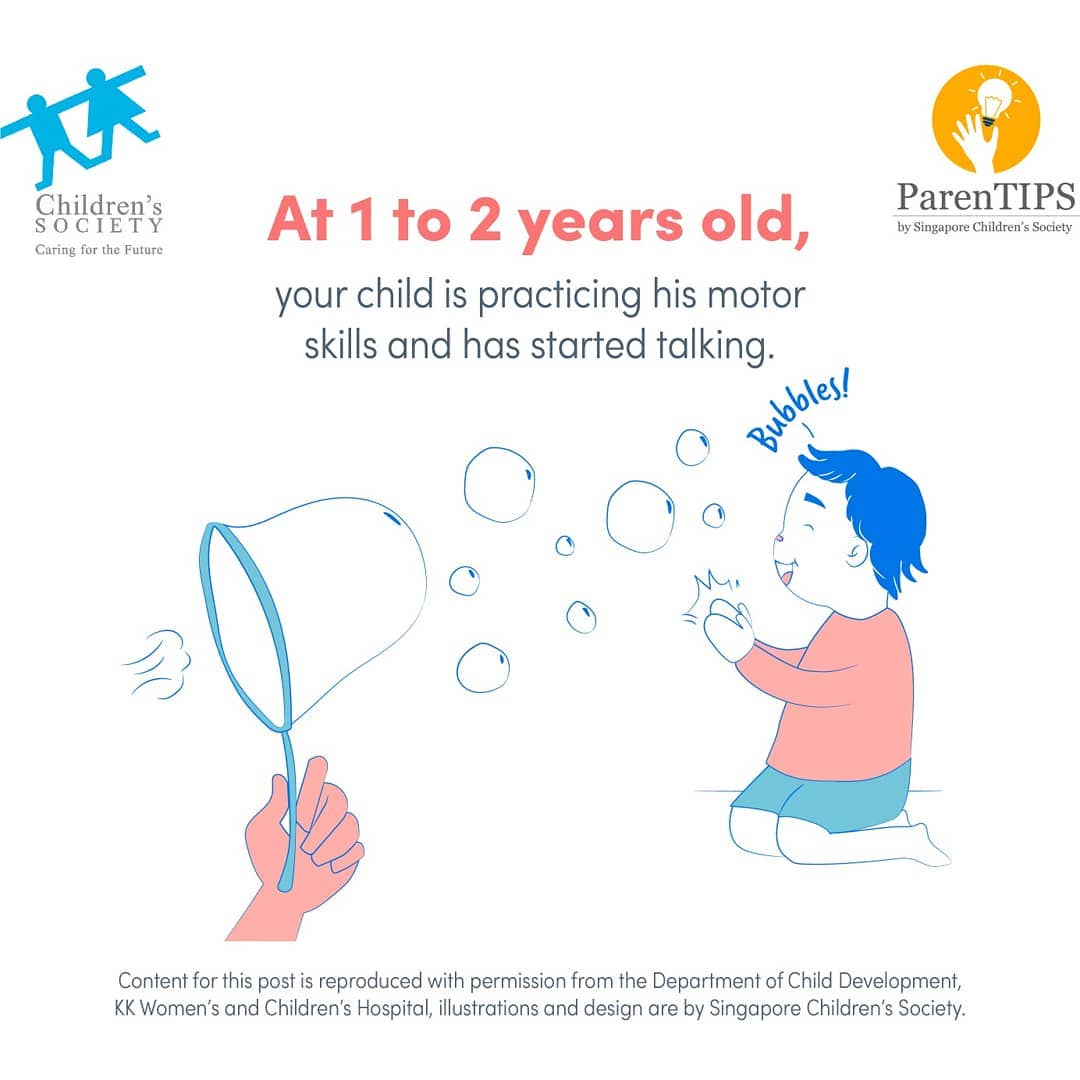 Children's
SOCIETY
Caring for the Future
ParenTIPS
by Singapore Children's Society
At 1 to 2 years old,
your child is practicing his motor
skills and has started talking.
Bubbles!
Content for this post is reproduced with permission from the Department of Child Development,
KK Women's and Children's Hospital, illustrations and design are by Singapore Children's Society.